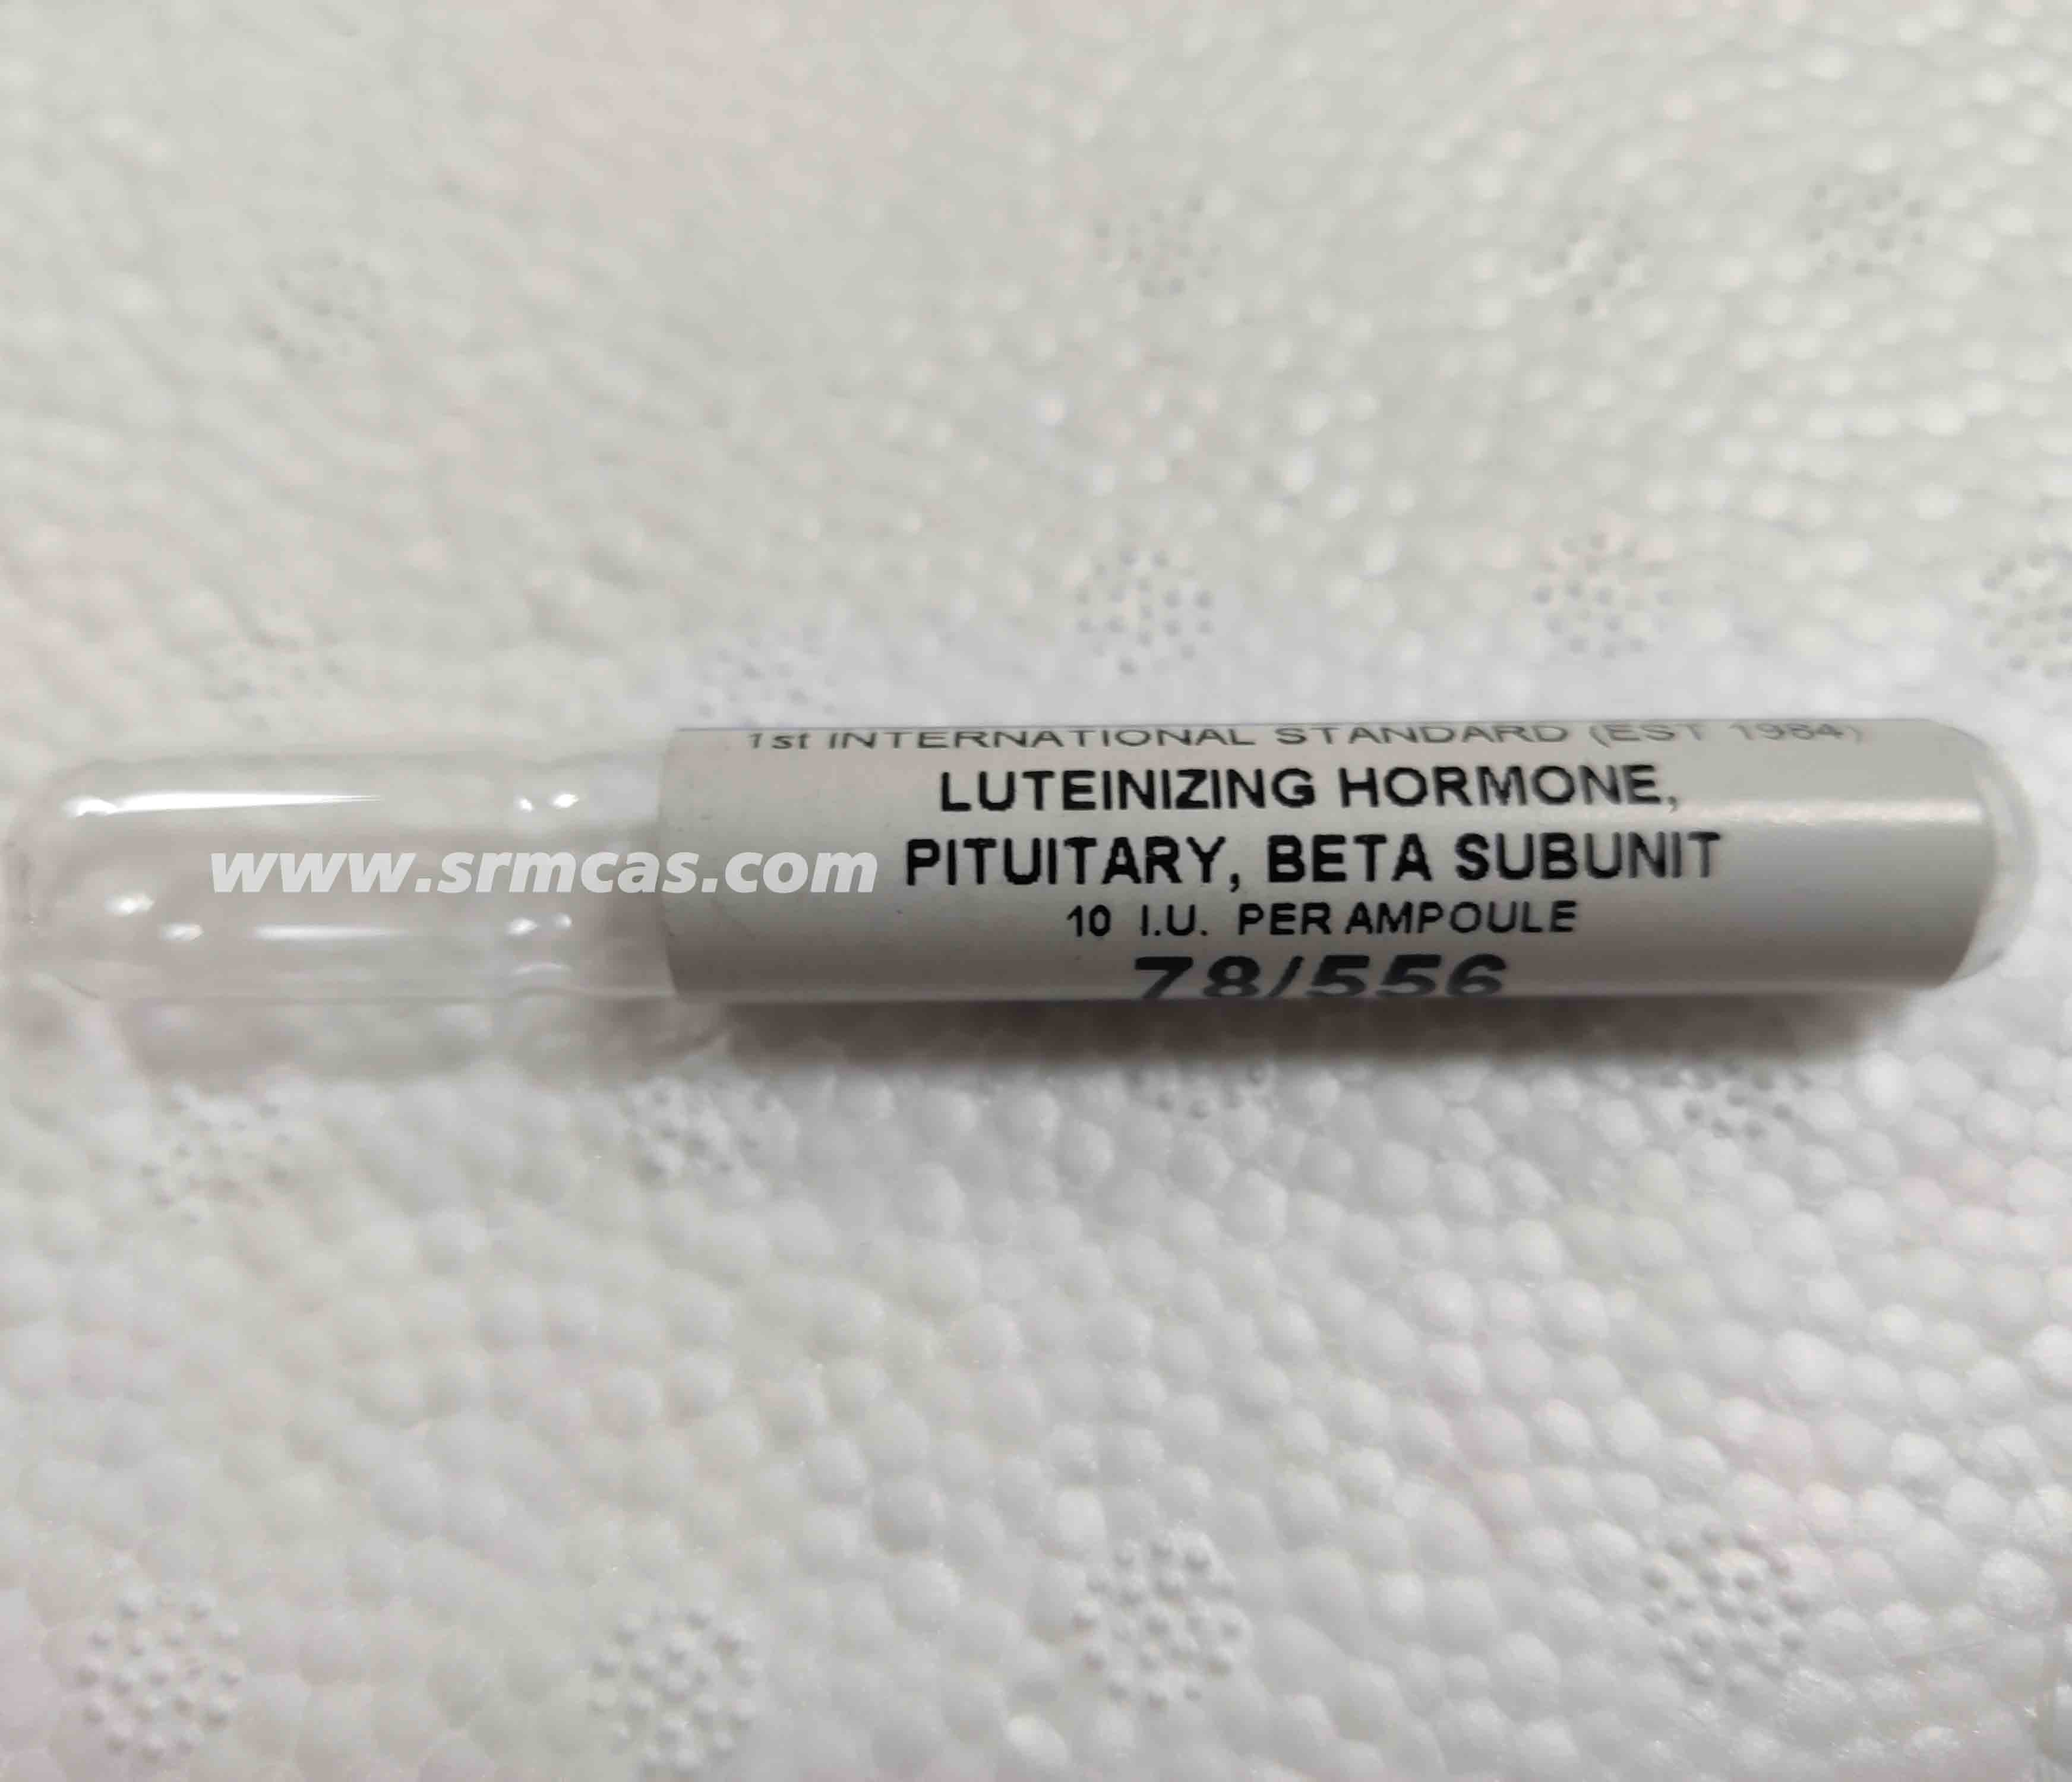 1st INTERNATIONAL STANDARD (EST 1984)
LUTEINIZING HORMONE,
PITUITARY, BETA SUBUNIT
10 I.U. PER AMPOULE
78/556
www.srmcas.com